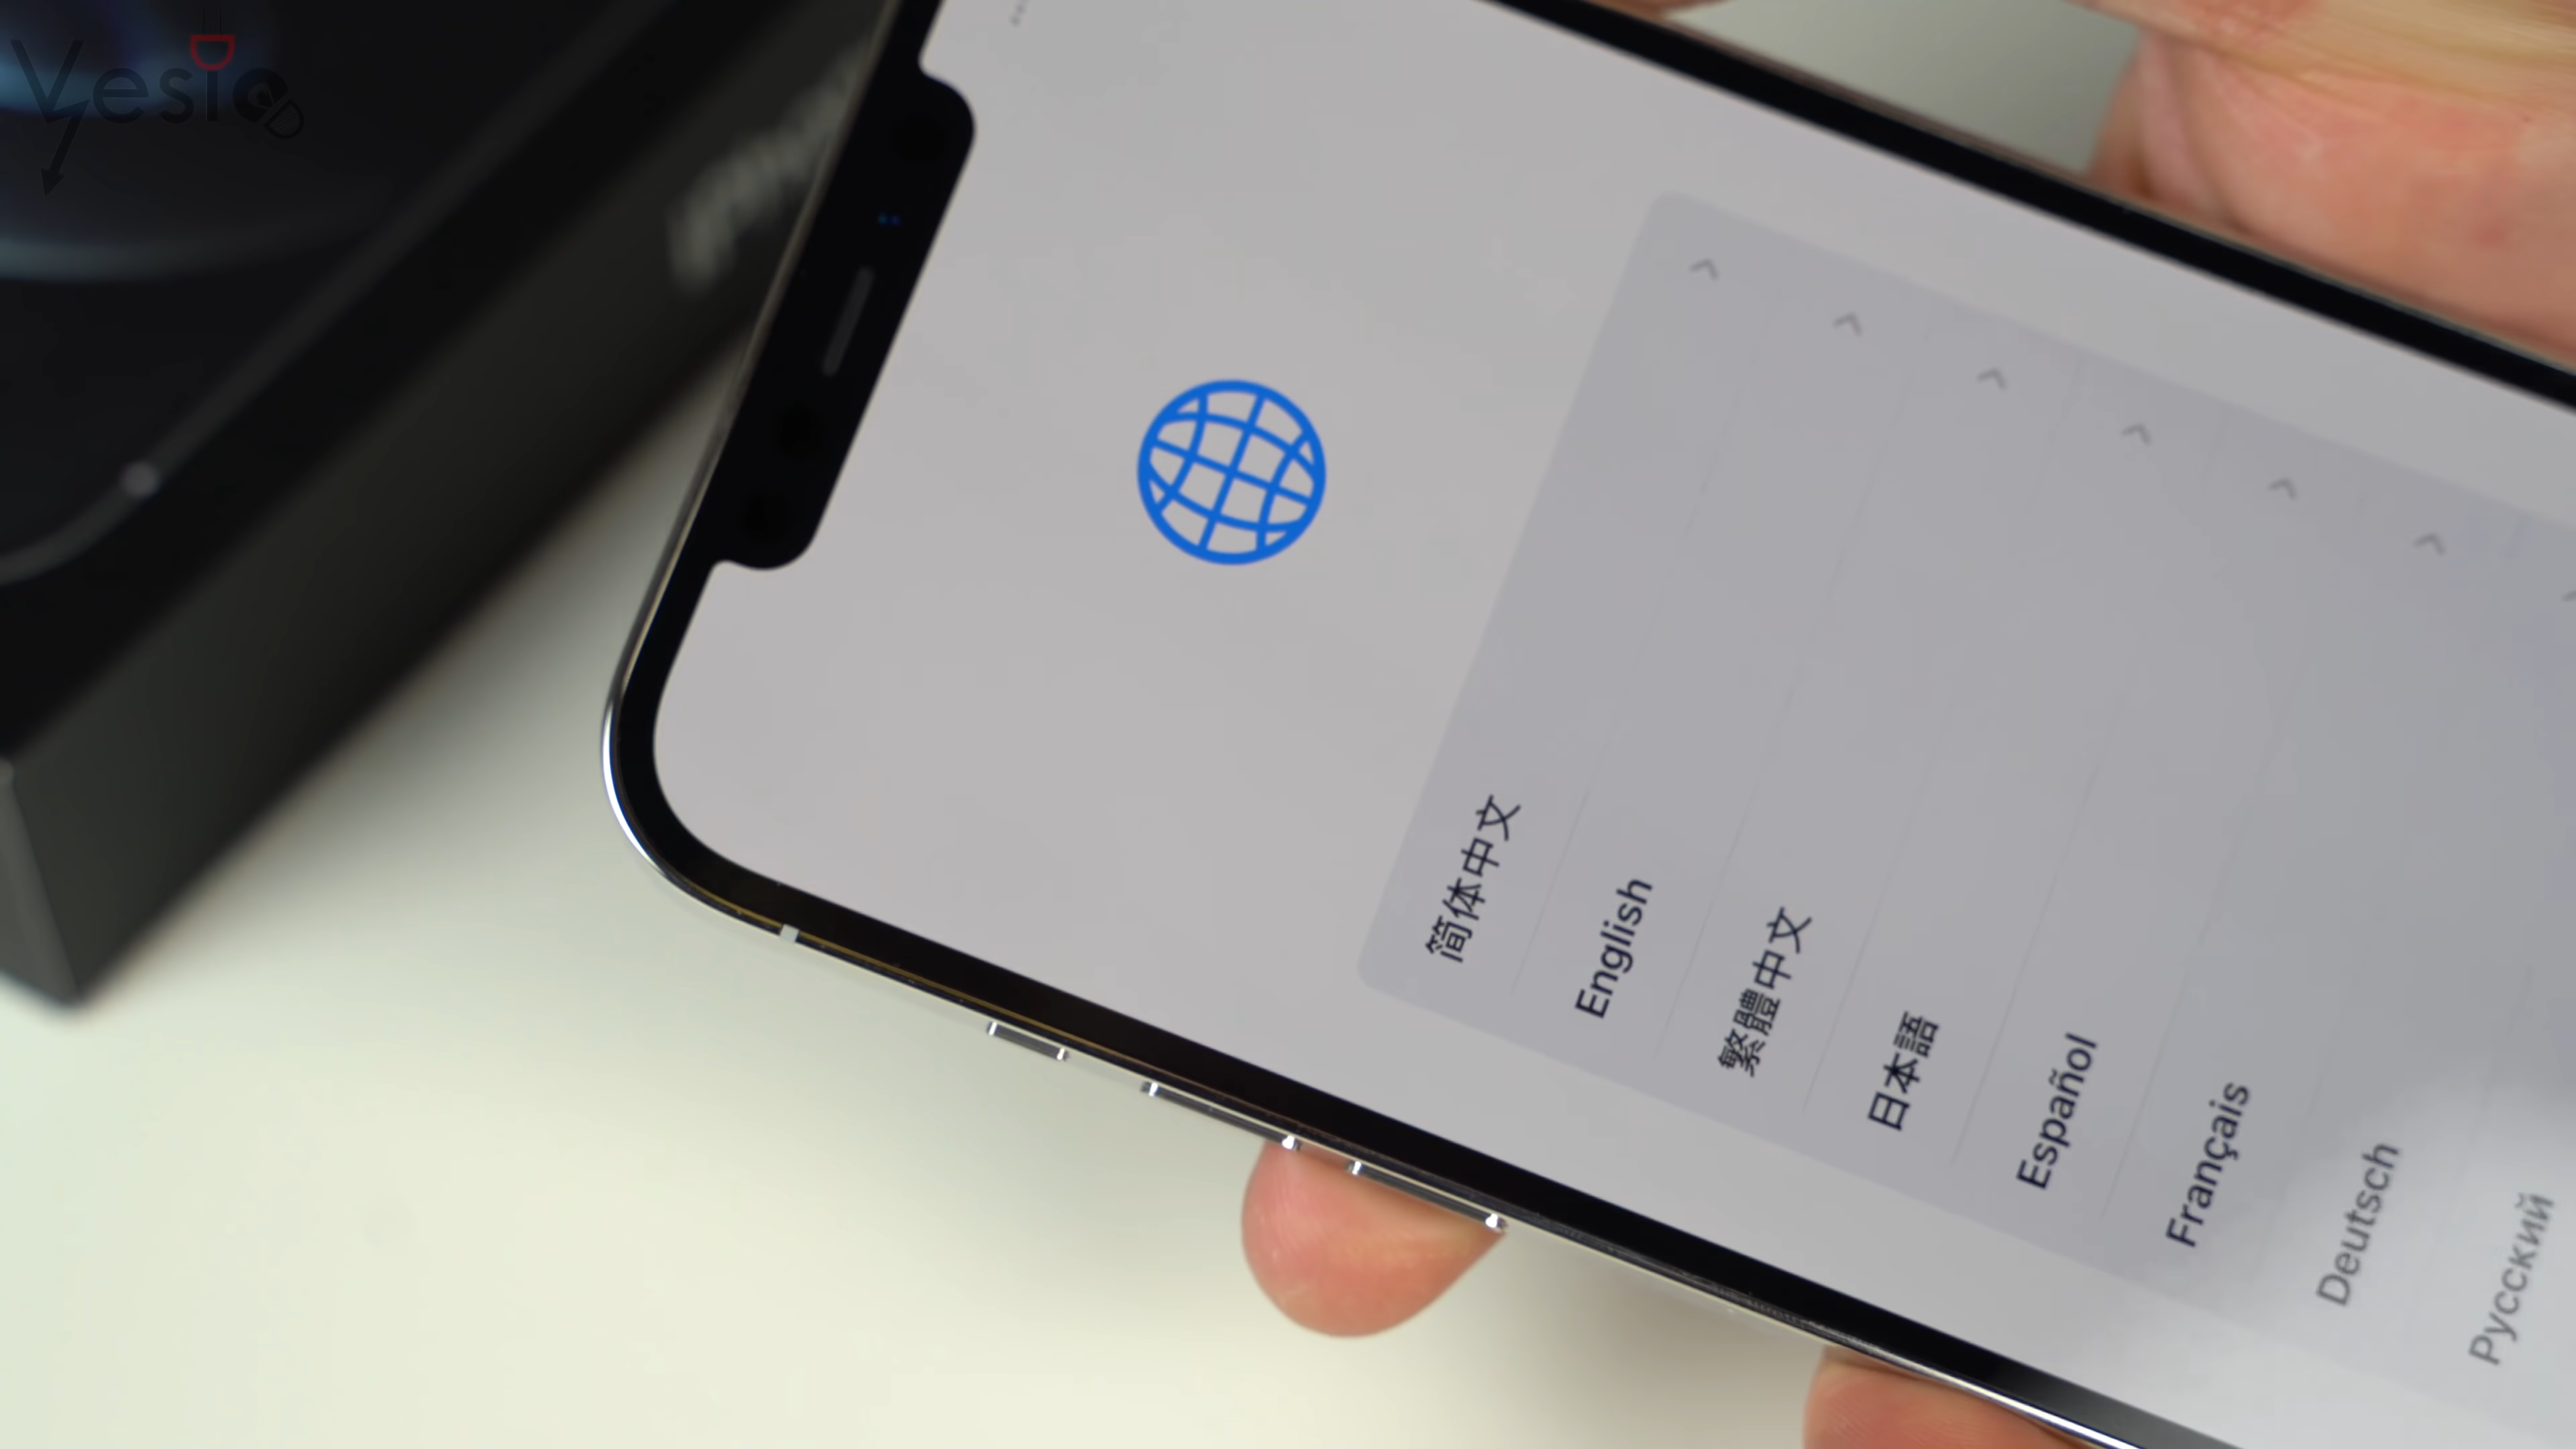 简体中文
English
繁體中文
日本語
Español
Français
Deutsch
Русский